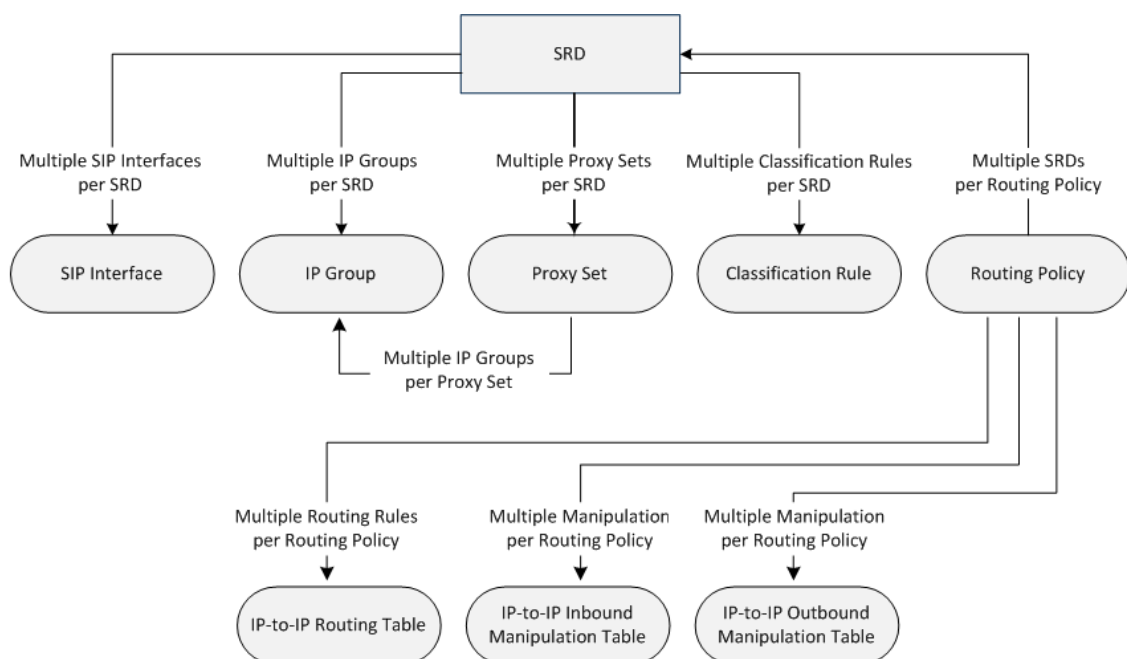 SRD
Multiple SIP Interfaces
per SRD
Multiple IP Groups
per SRD
Multiple Proxy Sets
per SRD
Multiple Classification Rules
per SRD
Multiple SRDs
per Routing Policy
SIP Interface
IP Group
Proxy Set
Classification Rule
Routing Policy
Multiple IP Groups
per Proxy Set
Multiple Routing Rules
per Routing Policy
Multiple Manipulation
per Routing Policy
Multiple Manipulation
per Routing Policy
IP-to-IP Routing Table
IP-to-IP Inbound
Manipulation Table
IP-to-IP Outbound
Manipulation Table